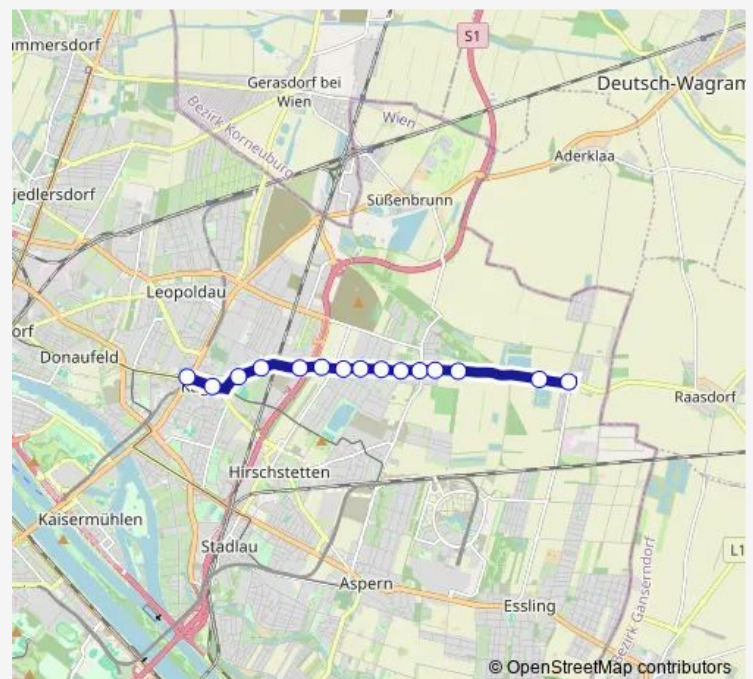 S1
ammersdorf
Gerasdorf bei
Wien
Deutsch-Wagram
Bezirk Korneuburg
Wien
Aderklaa
jedlersdorf
Süßenbrunn
Leopoldau
orf
Donaufeld
Raasdorf
Hirschstetten
Kaisermühlen
Stadlau
L1
Aspern
Essling
Bezirk Gänserndorf
© OpenStreetMap contributors